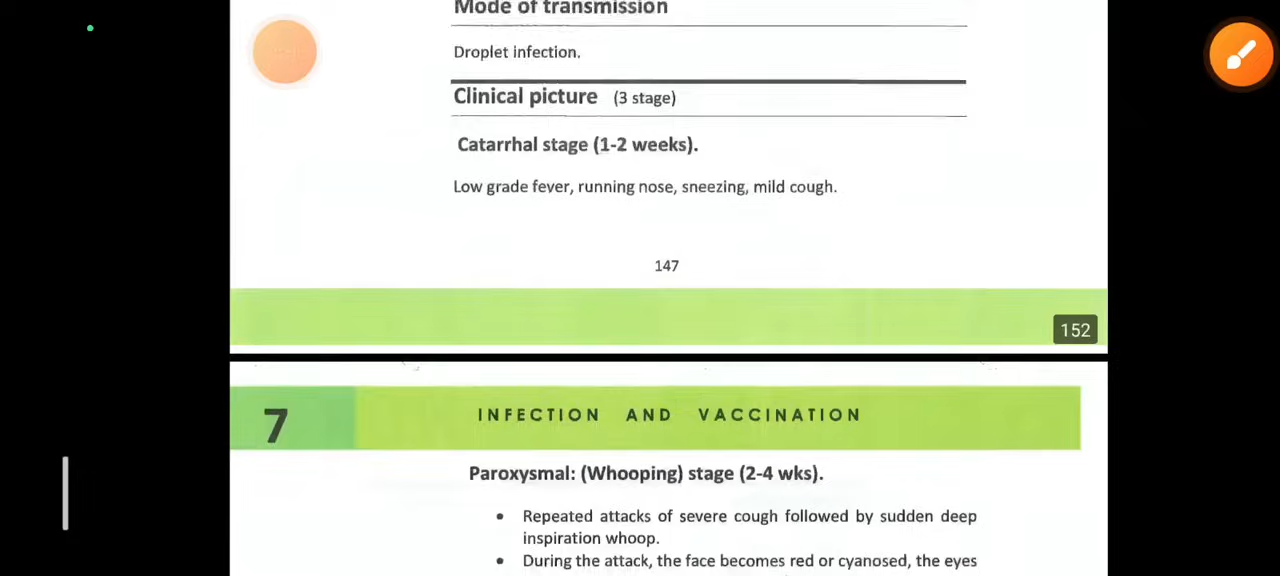 Mode of transmission
Droplet infection.
Clinical picture (3 stage)
Catarrhal stage (1-2 weeks).
Low grade fever, running nose, sneezing, mild cough.
147
152
7
INFECTION AND VACCINATION
Paroxysmal: (Whooping) stage (2-4 wks).
• Repeated attacks of severe cough followed by sudden deep
inspiration whoop.
• During the attack, the face becomes red or cyanosed, the eyes